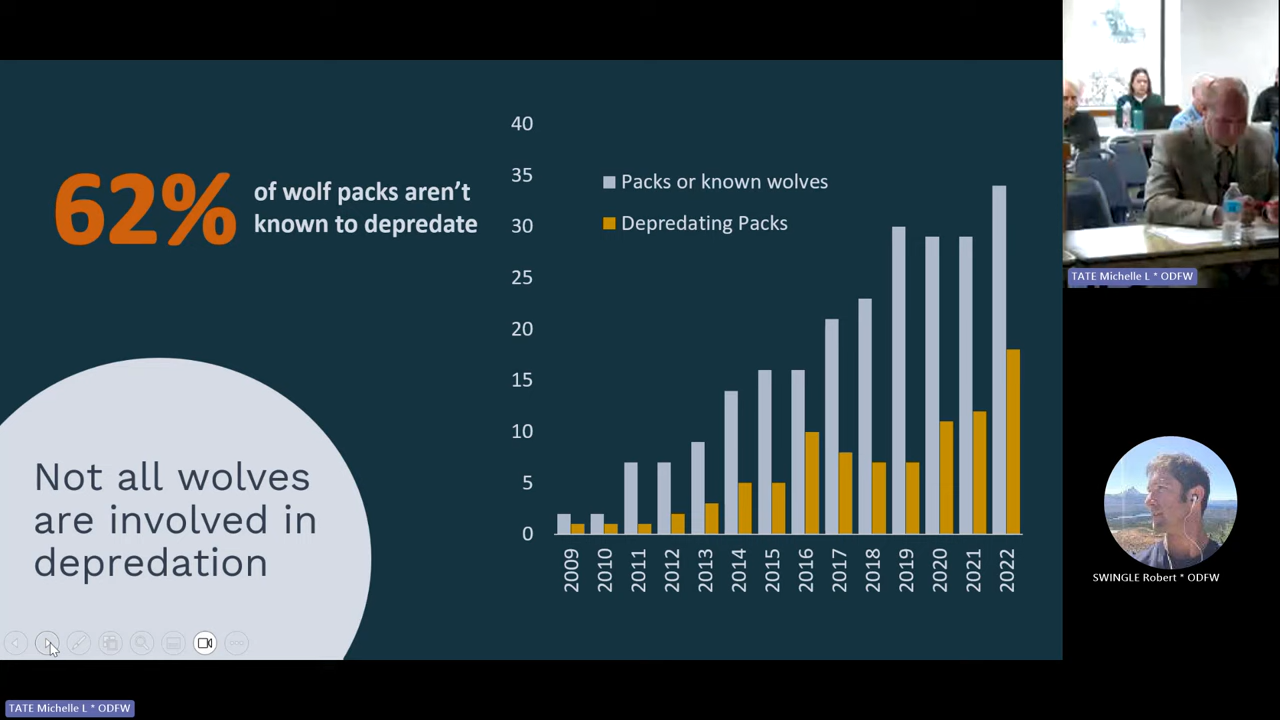 62%
of wolf packs aren't
known to depredate
Not all wolves
are involved in
depredation
40
35
30
25
20
15
10
5
0
Packs or known wolves
Depredating Packs
2009
2010
2011
2012
2013
2014
2015
2016
2017
2018
2019
2020
2021
2022
TATE Michelle L * ODFW
SWINGLE Robert * ODFW
TATE Michelle L * ODFW